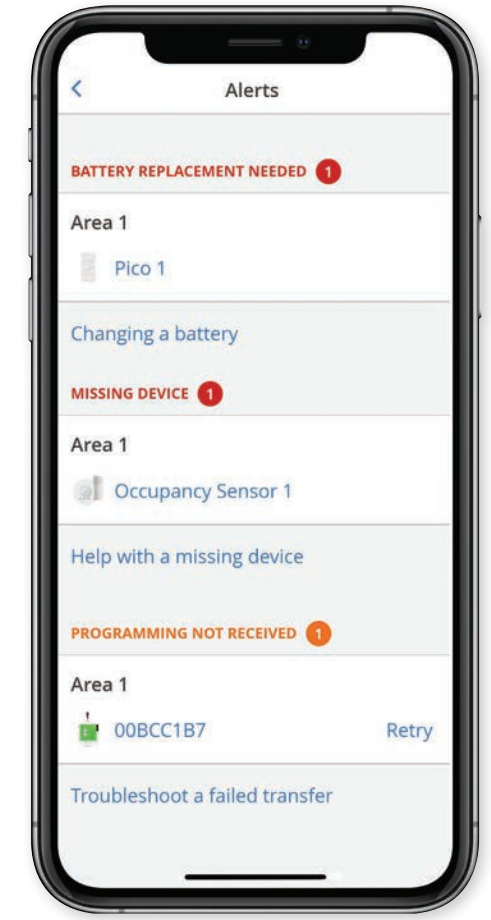 Alerts
BATTERY REPLACEMENT NEEDED 1
Area 1
Pico 1
Changing a battery
MISSING DEVICE 1
Area 1
Occupancy Sensor 1
Help with a missing device
PROGRAMMING NOT RECEIVED 1
Area 1
00BCC1B7 Retry
Troubleshoot a failed transfer